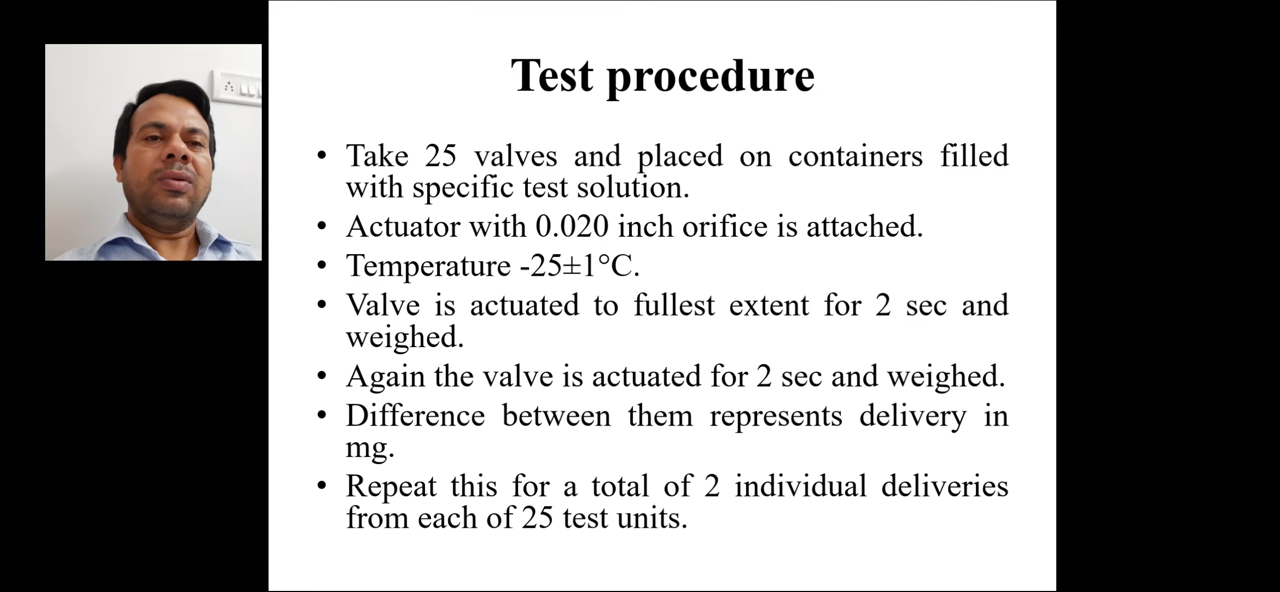 Test procedure
• Take 25 valves and placed on containers filled
with specific test solution.
• Actuator with 0.020 inch orifice is attached.
• Temperature -25±1°C.
• Valve is actuated to fullest extent for 2 sec and
weighed.
• Again the valve is actuated for 2 sec and weighed.
• Difference between them represents delivery in
mg.
• Repeat this for a total of 2 individual deliveries
from each of 25 test units.